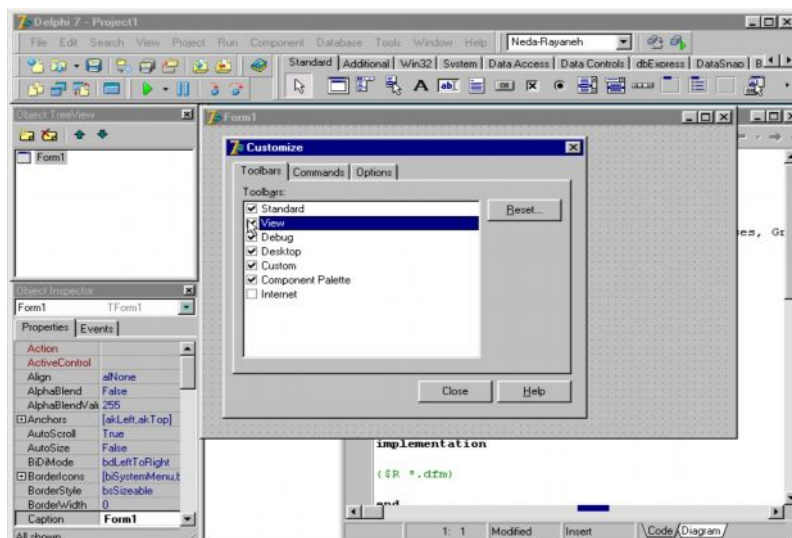 Delphi 7 - Project1
File Edit Search View Project Run Component Database Tools Window Help
Neda-Rayaneh
Standard Additional Win32 System Data Access Data Controls dbExpress DataSnap B
Object TreeView
Form1
Form1
Customize
Toolbars Commands Options
Toolbars:
Standard
View
Debug
Desktop
Custom
Component Palette
Internet
Reset...
Close
Help
es, Gr
Object Inspector
Form1 TForm1
Properties Events
Action
ActiveControl
Align alNone
AlphaBlend False
AlphaBlendVal 255
Anchors [akLeft,akTop]
AutoScroll True
AutoSize False
BiDiMode bdLeftToRight
BorderIcons [biSystemMenu,b
BorderStyle bsSizeable
BorderWidth 0
Caption Form1
All shown
implementation
{$R *.dfm}
end
1: 1 Modified Insert Code Diagram